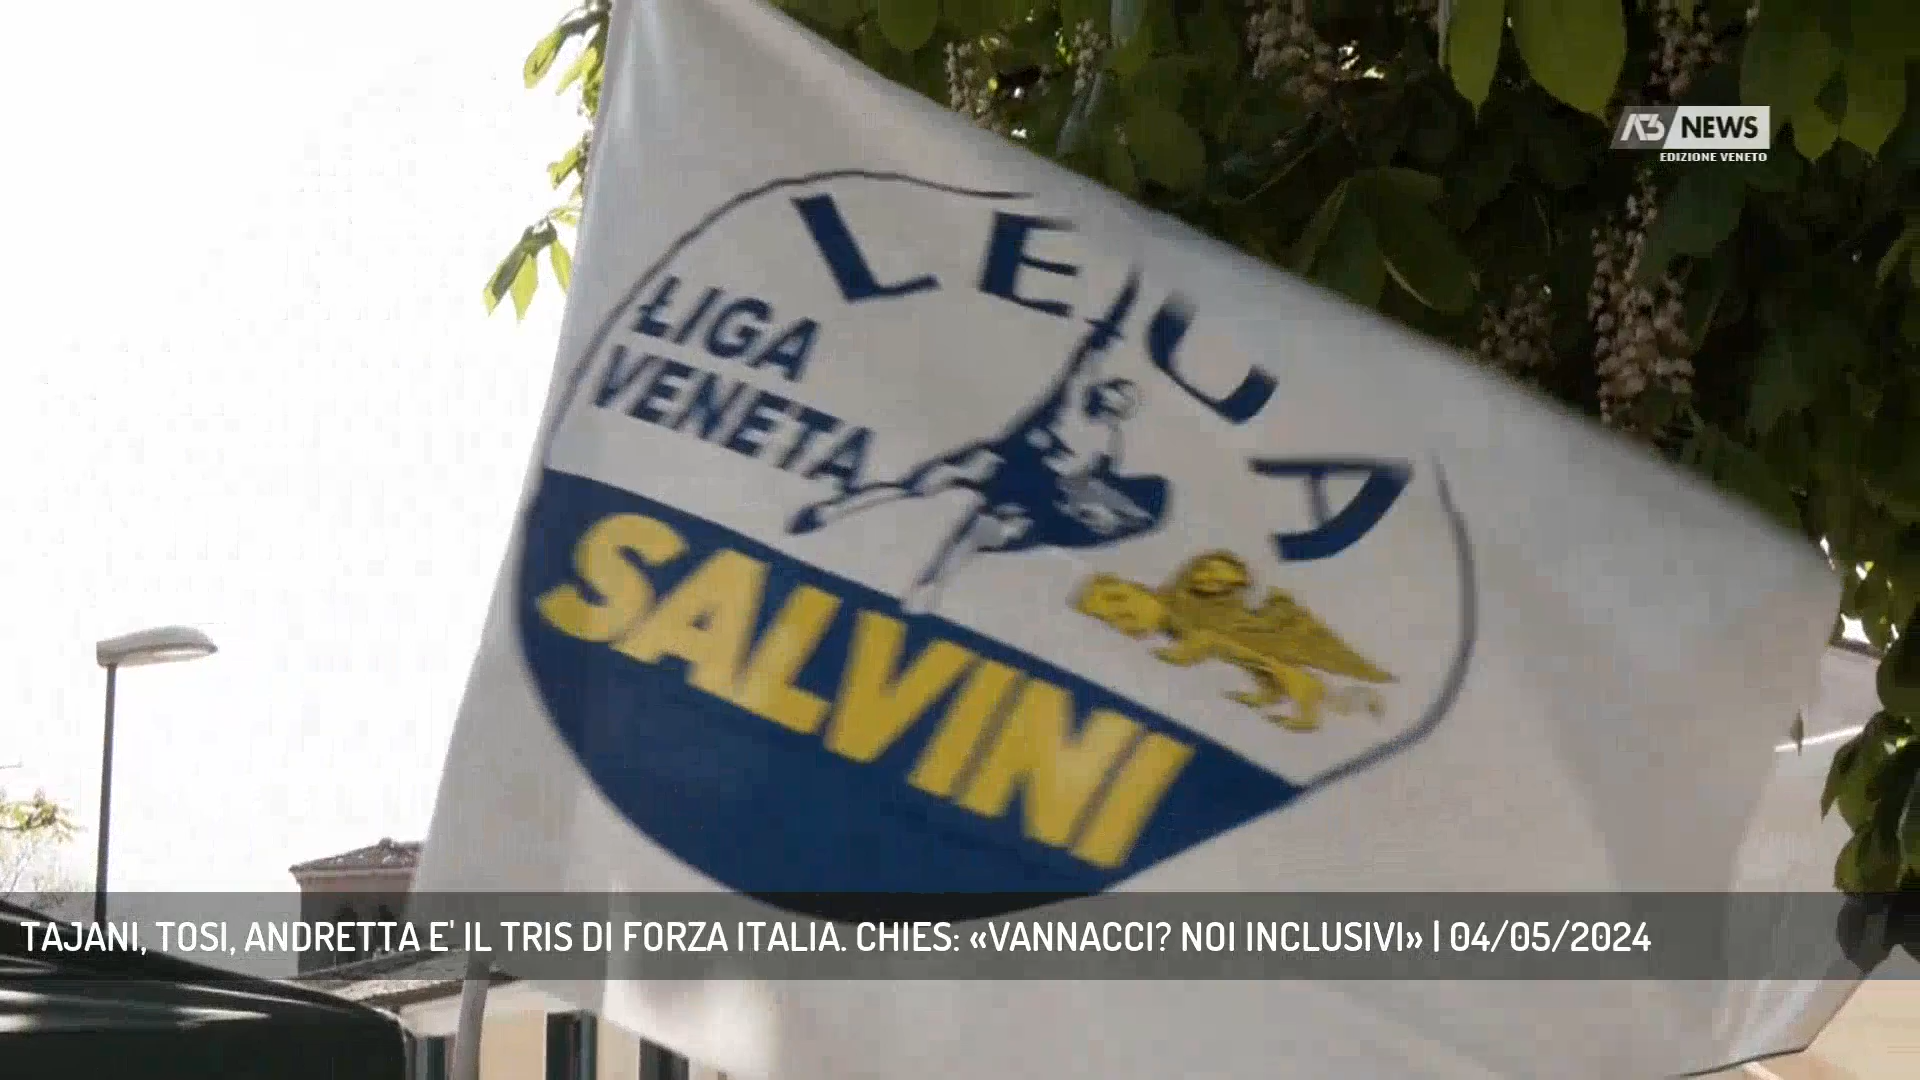 A3 NEWS
EDIZIONE VENETO
LEGA
LIGA
VENETA
SALVINI
TAJANI, TOSI, ANDRETTA E' IL TRIS DI FORZA ITALIA. CHIES: «VANNACCI? NOI INCLUSIVI» | 04/05/2024